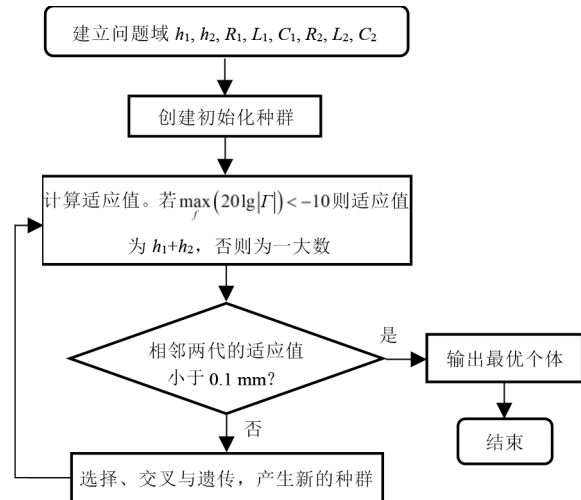 建立问题域 h₁, h₂, R₁, L₁, C₁, R₂, L₂, C₂
创建初始化种群
计算适应值。若 max_f (20lg|Γ|) < −10 则适应值
为 h₁+h₂，否则为一大数
相邻两代的适应值
小于 0.1 mm?
是
输出最优个体
结束
否
选择、交叉与遗传，产生新的种群